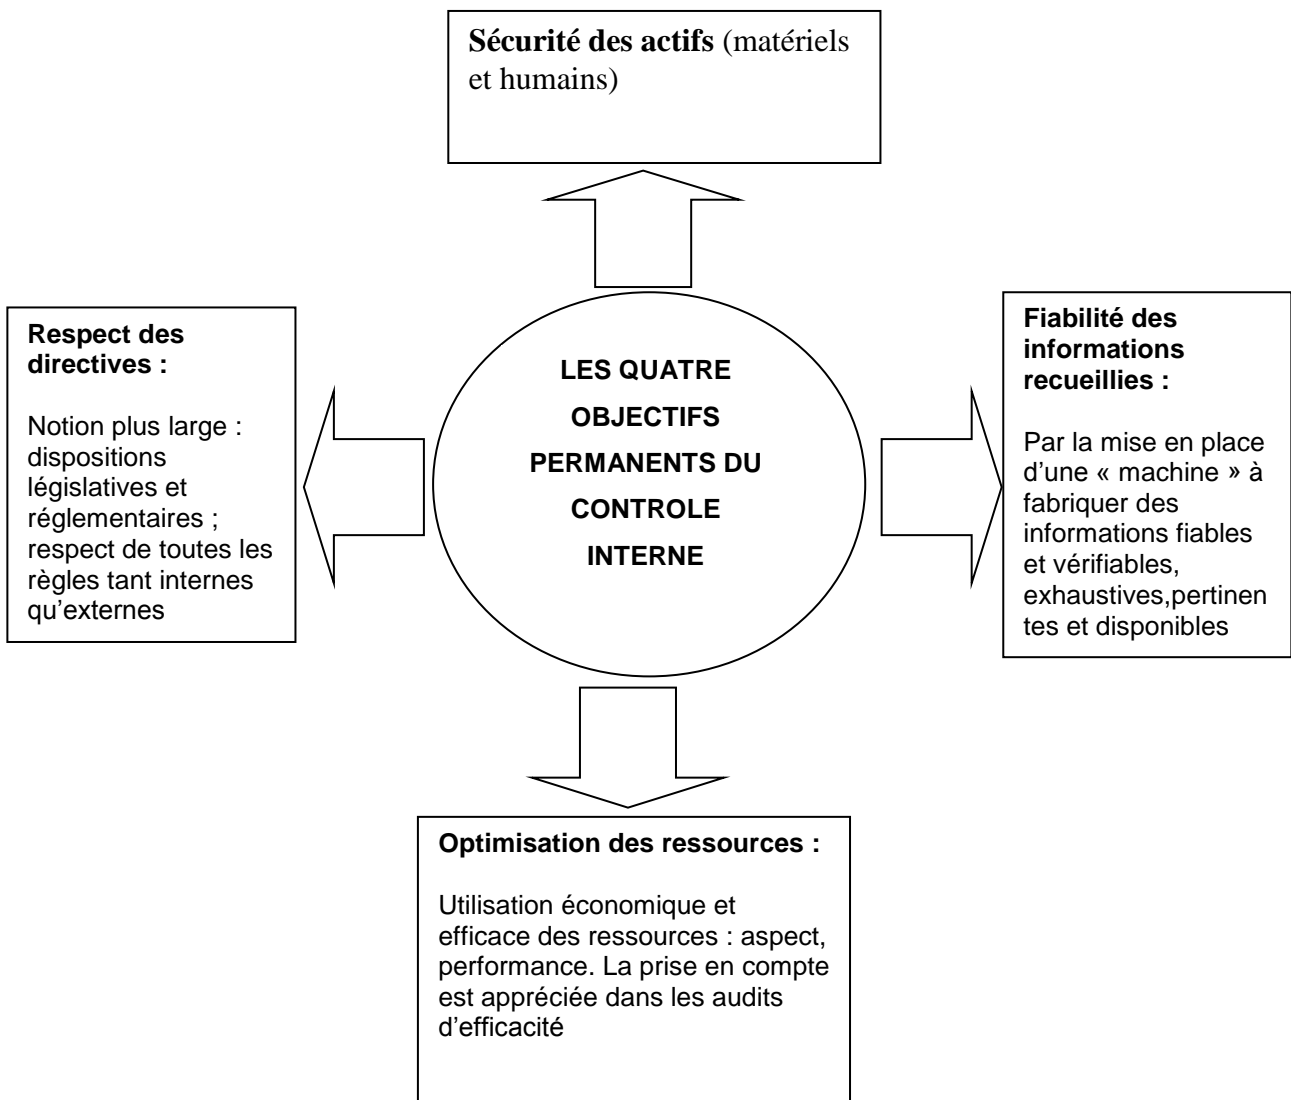 Sécurité des actifs (matériels
et humains)
Respect des
directives :
Notion plus large :
dispositions
législatives et
réglementaires ;
respect de toutes les
règles tant internes
qu’externes
LES QUATRE
OBJECTIFS
PERMANENTS DU
CONTROLE
INTERNE
Fiabilité des
informations
recueillies :
Par la mise en place
d’une « machine » à
fabriquer des
informations fiables
et vérifiables,
exhaustives,pertinen
tes et disponibles
Optimisation des ressources :
Utilisation économique et
efficace des ressources : aspect,
performance. La prise en compte
est appréciée dans les audits
d’efficacité